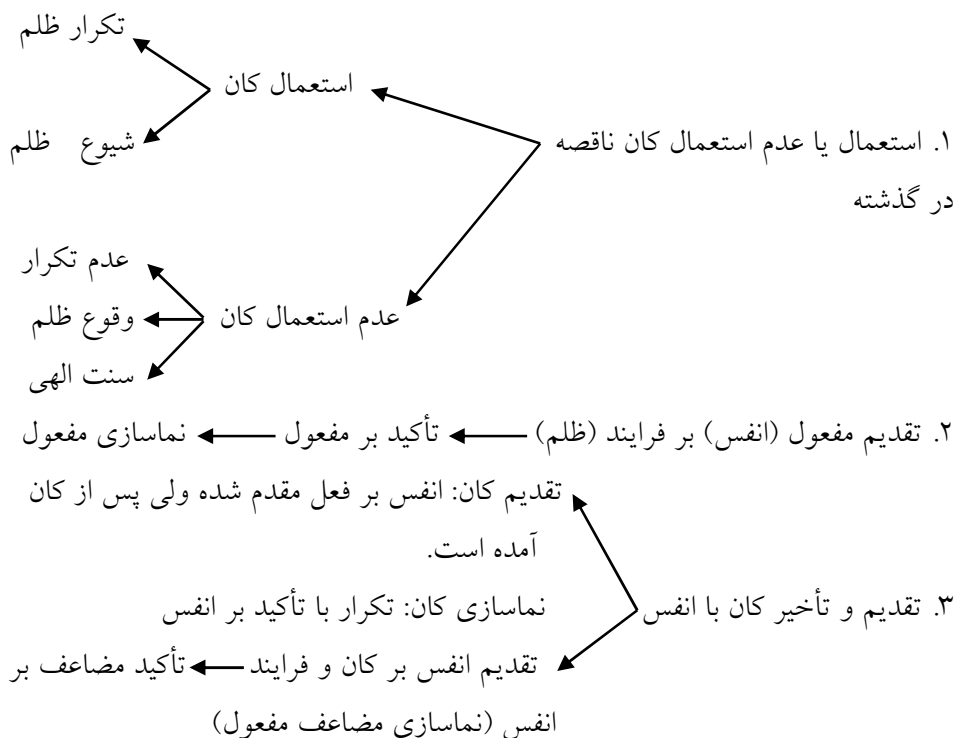 تکرار ظلم
استعمال کان
۱. استعمال یا عدم استعمال کان ناقصه
شیوع ظلم
در گذشته
عدم تکرار
عدم استعمال کان
وقوع ظلم
سنت الهی
۲. تقدیم مفعول (انفس) بر فرایند (ظلم) تأکید بر مفعول نماسازی مفعول
تقدیم کان: انفس بر فعل مقدم شده ولی پس از کان
آمده است.
۳. تقدیم و تأخیر کان با انفس
نماسازی کان: تکرار با تأکید بر انفس
تقدیم انفس بر کان و فرایند تأکید مضاعف بر
انفس (نماسازی مضاعف مفعول)